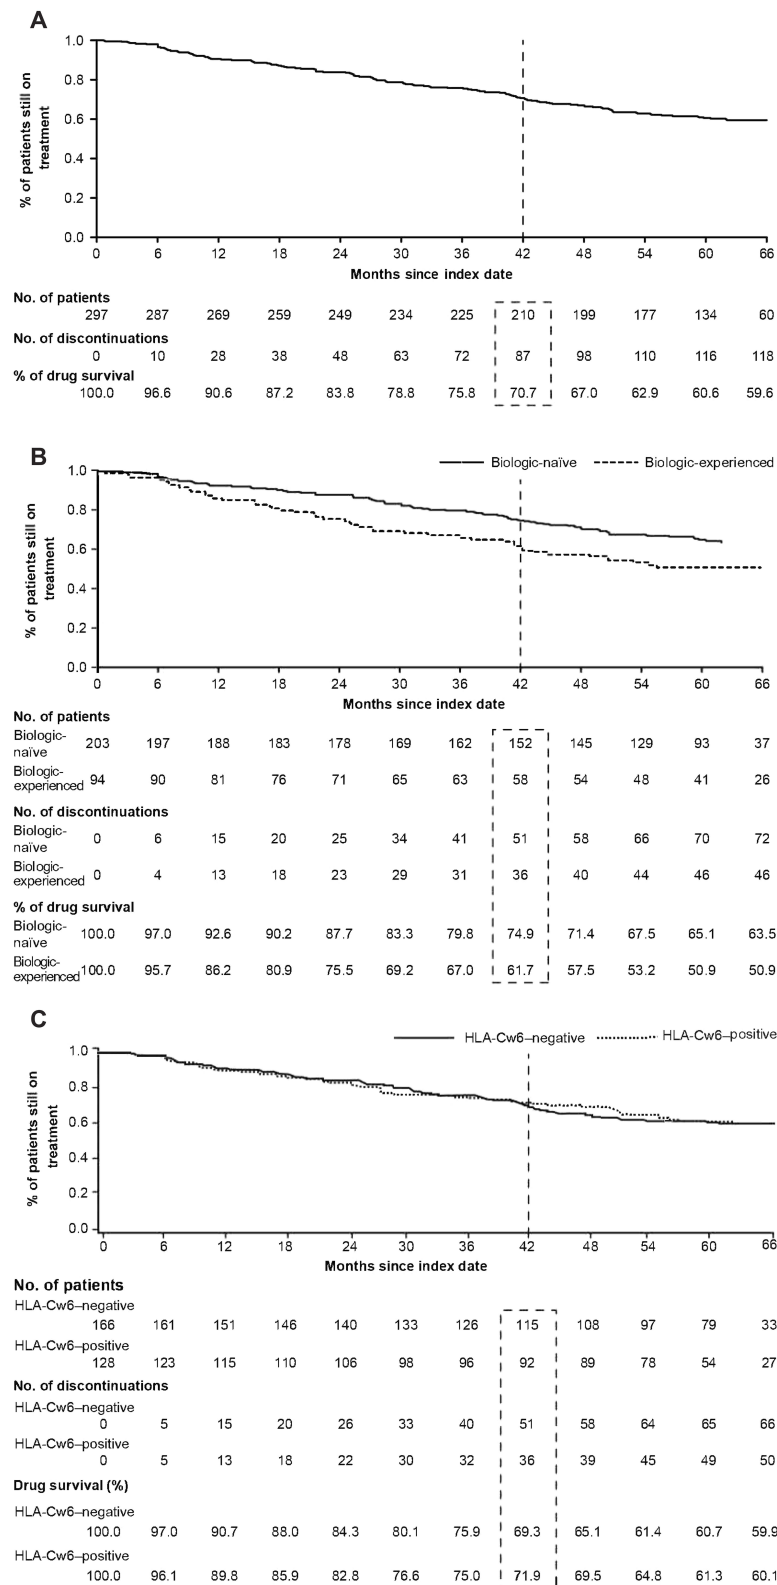 A
1.0
0.8
0.6
0.4
0.2
0.0
% of patients still on
treatment
0 6 12 18 24 30 36 42 48 54 60 66
Months since index date
No. of patients
297 287 269 259 249 234 225 210 199 177 134 60
No. of discontinuations
0 10 28 38 48 63 72 87 98 110 116 118
% of drug survival
100.0 96.6 90.6 87.2 83.8 78.8 75.8 70.7 67.0 62.9 60.6 59.6
B
Biologic-naïve Biologic-experienced
1.0
0.8
0.6
0.4
0.2
0.0
% of patients still on
treatment
0 6 12 18 24 30 36 42 48 54 60 66
Months since index date
No. of patients
Biologic-
naïve 203 197 188 183 178 169 162 152 145 129 93 37
Biologic-
experienced 94 90 81 76 71 65 63 58 54 48 41 26
No. of discontinuations
Biologic-
naïve 0 6 15 20 25 34 41 51 58 66 70 72
Biologic-
experienced 0 4 13 18 23 29 31 36 40 44 46 46
% of drug survival
Biologic-
naïve 100.0 97.0 92.6 90.2 87.7 83.3 79.8 74.9 71.4 67.5 65.1 63.5
Biologic-
experienced 100.0 95.7 86.2 80.9 75.5 69.2 67.0 61.7 57.5 53.2 50.9 50.9
C
HLA-Cw6–negative HLA-Cw6–positive
1.0
0.8
0.6
0.4
0.2
0.0
% of patients still on
treatment
0 6 12 18 24 30 36 42 48 54 60 66
Months since index date
No. of patients
HLA-Cw6–negative
166 161 151 146 140 133 126 115 108 97 79 33
HLA-Cw6–positive
128 123 115 110 106 98 96 92 89 78 54 27
No. of discontinuations
HLA-Cw6–negative
0 5 15 20 26 33 40 51 58 64 65 66
HLA-Cw6–positive
0 5 13 18 22 30 32 36 39 45 49 50
Drug survival (%)
HLA-Cw6–negative
100.0 97.0 90.7 88.0 84.3 80.1 75.9 69.3 65.1 61.4 60.7 59.9
HLA-Cw6–positive
100.0 96.1 89.8 85.9 82.8 76.6 75.0 71.9 69.5 64.8 61.3 60.1